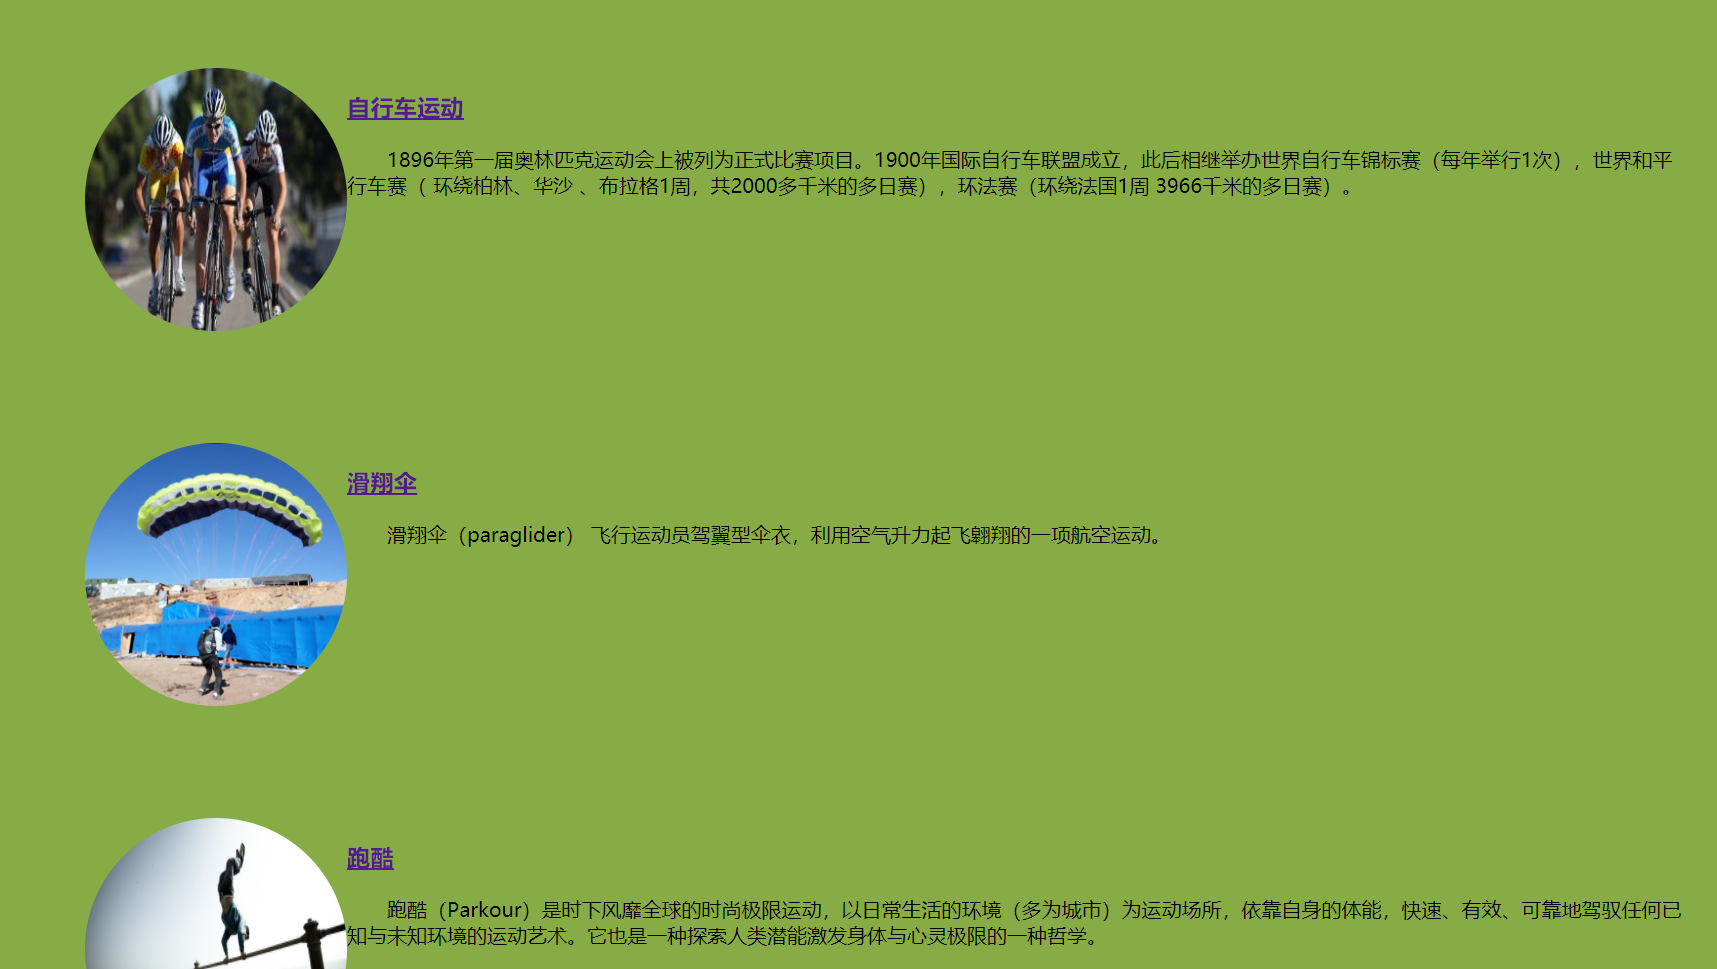 自行车运动
1896年第一届奥林匹克运动会上被列为正式比赛项目。1900年国际自行车联盟成立，此后相继举办世界自行车锦标赛（每年举行1次），世界和平
行车赛（ 环绕柏林、华沙 、布拉格1周，共2000多千米的多日赛），环法赛（环绕法国1周 3966千米的多日赛）。
滑翔伞
滑翔伞（paraglider） 飞行运动员驾翼型伞衣，利用空气升力起飞翱翔的一项航空运动。
跑酷
跑酷（Parkour）是时下风靡全球的时尚极限运动，以日常生活的环境（多为城市）为运动场所，依靠自身的体能，快速、有效、可靠地驾驭任何已
知与未知环境的运动艺术。它也是一种探索人类潜能激发身体与心灵极限的一种哲学。